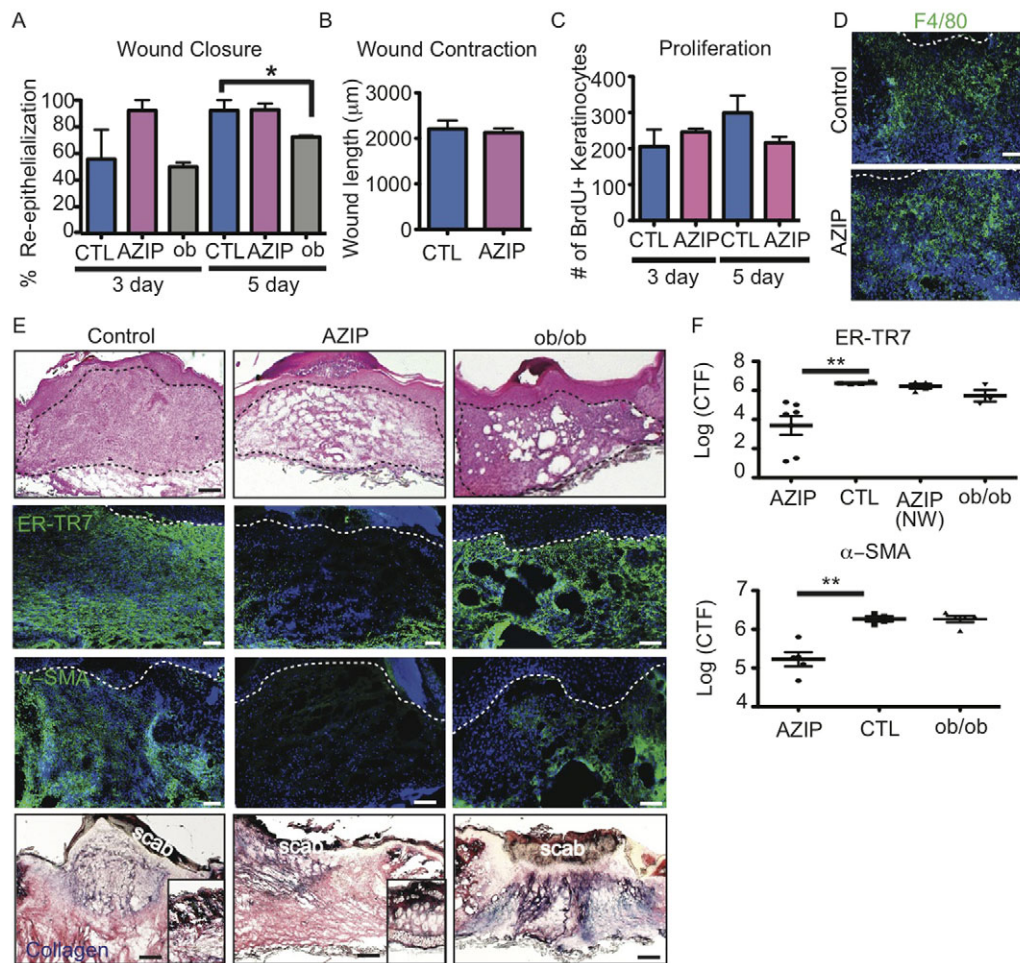 A
Wound Closure
*
% Re-epithelialization
100
80
60
40
20
0
CTL AZIP ob CTL AZIP ob
3 day 5 day
B
Wound Contraction
Wound length (μm)
3000
2000
1000
0
CTL AZIP
C
Proliferation
# of BrdU+ Keratinocytes
400
300
200
100
0
CTL AZIP CTL AZIP
3 day 5 day
D
F4/80
Control
AZIP
E
Control AZIP ob/ob
ER-TR7
α-SMA
scab scab scab
Collagen
F
ER-TR7
Log (CTF)
8
6
4
2
0
**
AZIP CTL AZIP ob/ob
(NW)
α-SMA
Log (CTF)
7
6
5
4
**
AZIP CTL ob/ob